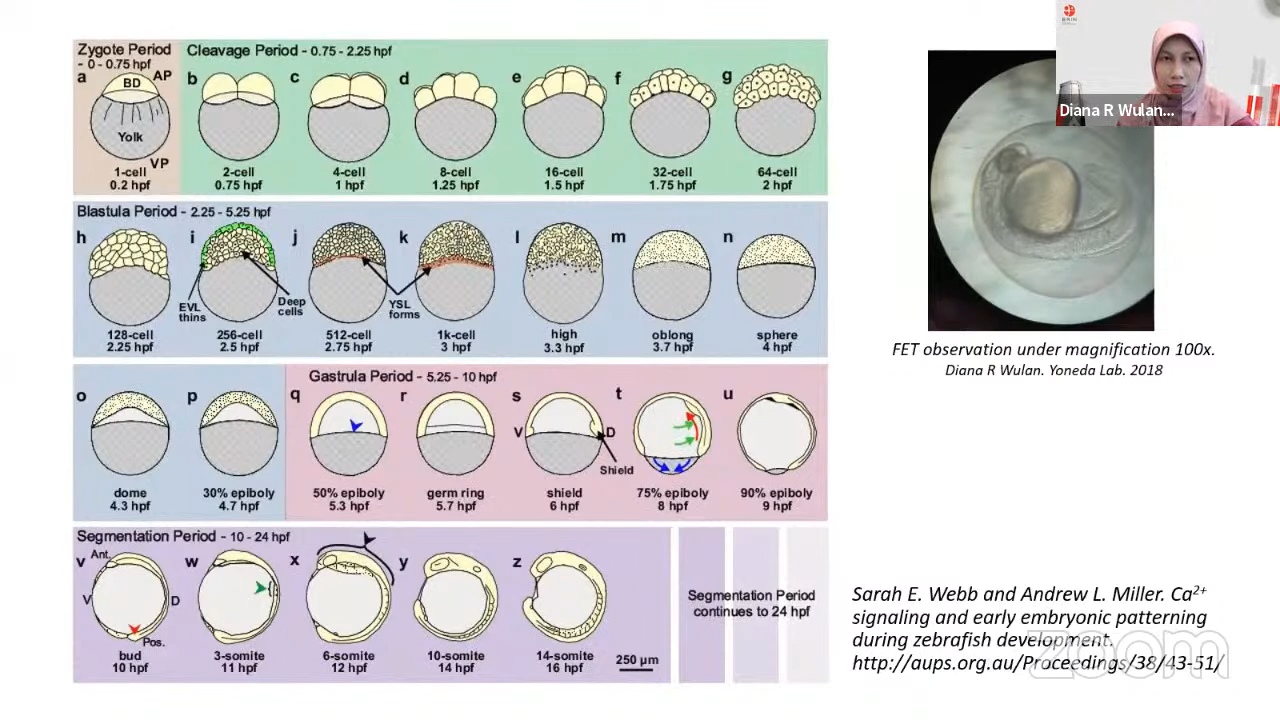 Zygote Period
- 0 - 0.75 hpf
a
AP
BD
Yolk
VP
1-cell
0.2 hpf
Cleavage Period - 0.75 - 2.25 hpf
b
2-cell
0.75 hpf
c
4-cell
1 hpf
d
8-cell
1.25 hpf
e
16-cell
1.5 hpf
f
32-cell
1.75 hpf
g
64-cell
2 hpf
Blastula Period - 2.25 - 5.25 hpf
h
128-cell
2.25 hpf
i
EVL
thins
Deep
cells
256-cell
2.5 hpf
j
512-cell
2.75 hpf
YSL
forms
k
1k-cell
3 hpf
l
high
3.3 hpf
m
oblong
3.7 hpf
n
sphere
4 hpf
o
dome
4.3 hpf
p
30% epiboly
4.7 hpf
Gastrula Period - 5.25 - 10 hpf
q
50% epiboly
5.3 hpf
r
germ ring
5.7 hpf
s
V
D
Shield
shield
6 hpf
t
75% epiboly
8 hpf
u
90% epiboly
9 hpf
Segmentation Period - 10 - 24 hpf
v
Ant.
V
D
Pos.
bud
10 hpf
w
3-somite
11 hpf
x
6-somite
12 hpf
y
10-somite
14 hpf
z
14-somite
16 hpf
250 µm
Segmentation Period
continues to 24 hpf
BRIN
Diana R Wulan...
FET observation under magnification 100x.
Diana R Wulan. Yoneda Lab. 2018
Sarah E. Webb and Andrew L. Miller. Ca²⁺
signaling and early embryonic patterning
during zebrafish development.
http://aups.org.au/Proceedings/38/43-51/
zoom